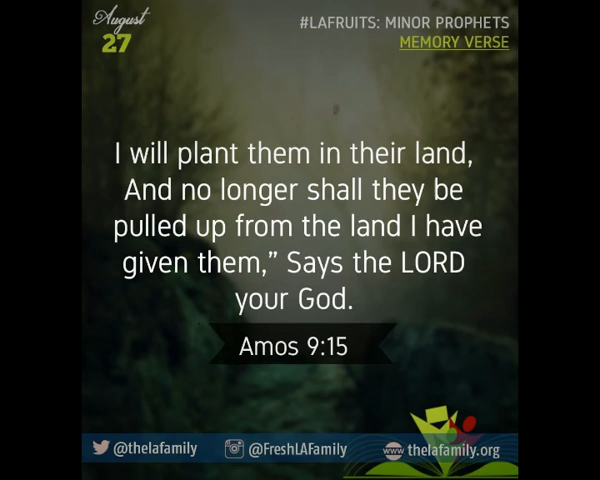 August
27
#LAFRUITS: MINOR PROPHETS
MEMORY VERSE
I will plant them in their land,
And no longer shall they be
pulled up from the land I have
given them,” Says the LORD
your God.
Amos 9:15
@thelafamily
@FreshLAFamily
www thelafamily.org